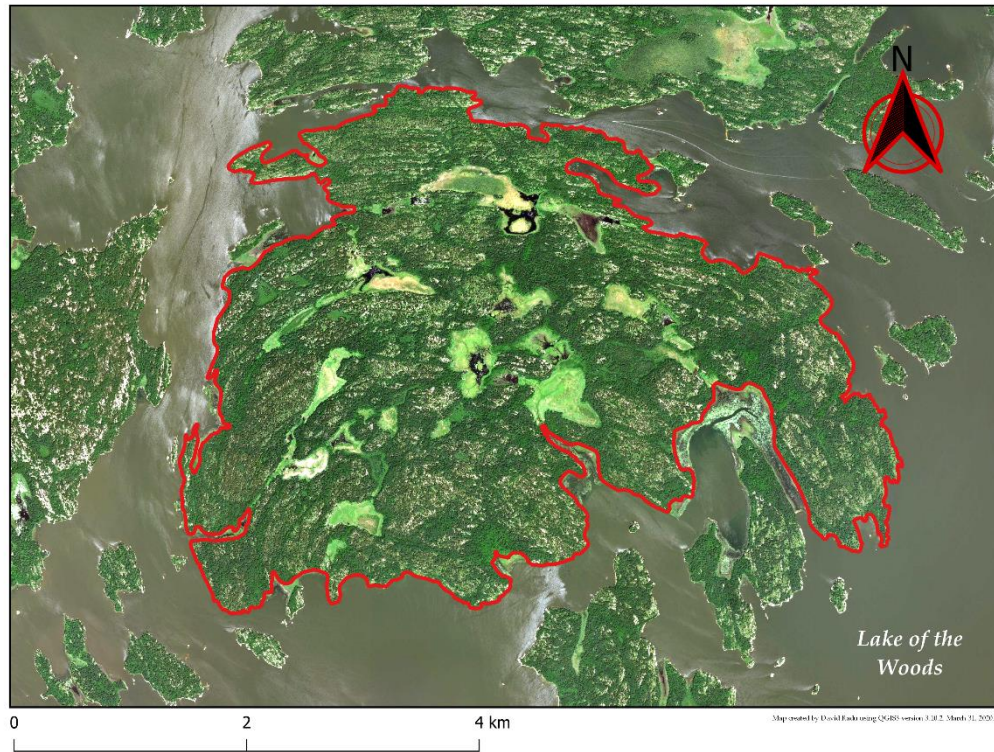 N
Lake of the
Woods
0 2 4 km
Map created by David Radu using QGIS version 3.10.2, March 31, 2020